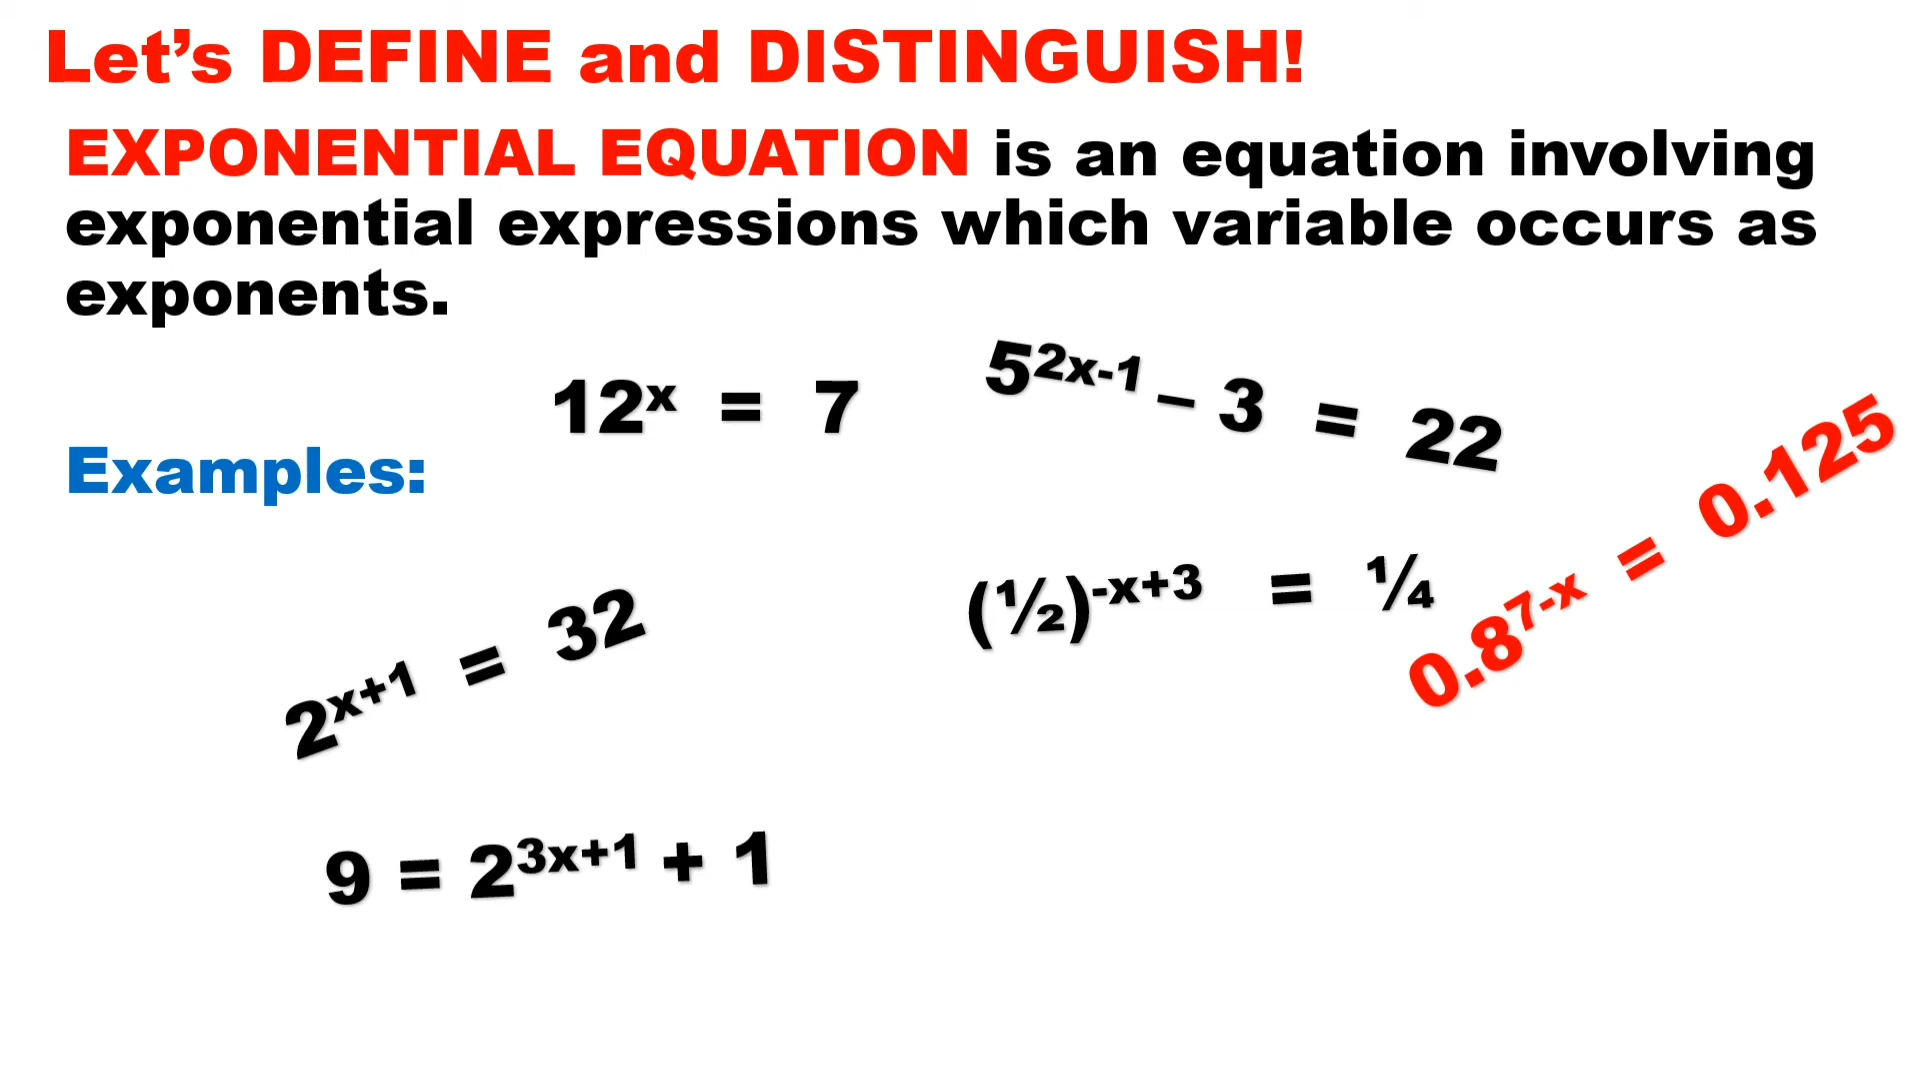 Let’s DEFINE and DISTINGUISH!
EXPONENTIAL EQUATION is an equation involving
exponential expressions which variable occurs as
exponents.
12ˣ = 7
5²ˣ⁻¹ – 3 = 22
Examples:
0.8⁷⁻ˣ = 0.125
(½)⁻ˣ⁺³ = ¼
2ˣ⁺¹ = 32
9 = 2³ˣ⁺¹ + 1